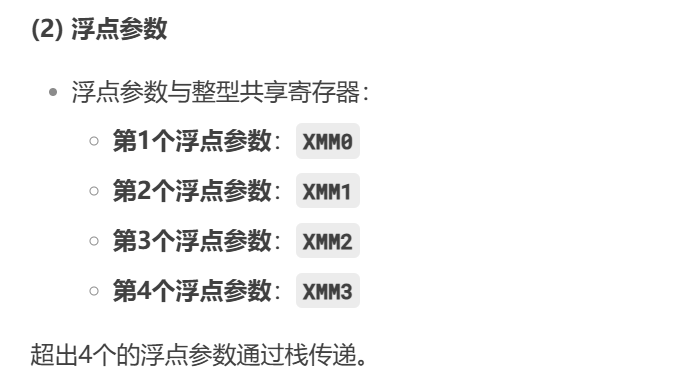 (2) 浮点参数
浮点参数与整型共享寄存器：
第1个浮点参数：XMM0
第2个浮点参数：XMM1
第3个浮点参数：XMM2
第4个浮点参数：XMM3
超出4个的浮点参数通过栈传递。